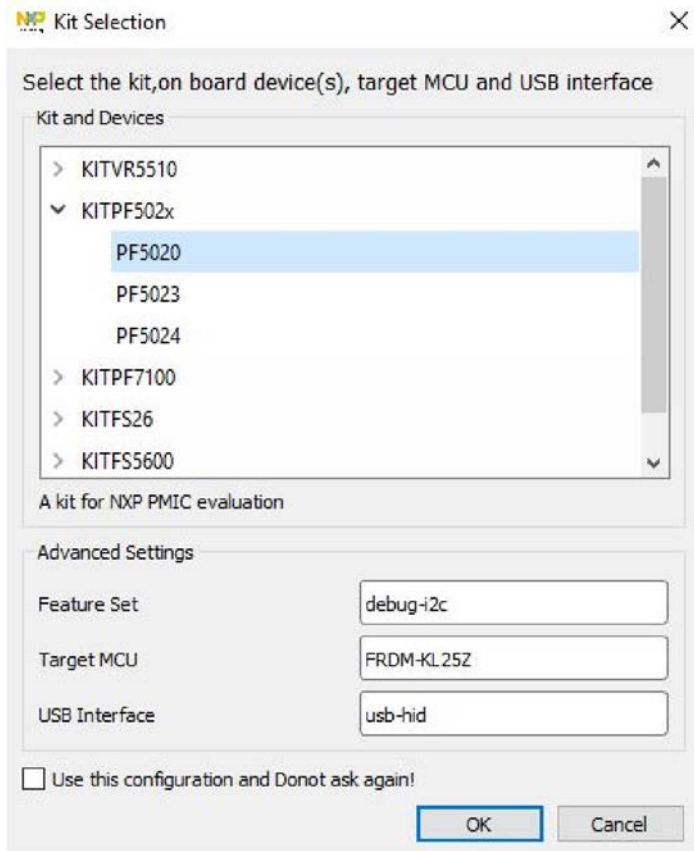 NXP Kit Selection
Select the kit,on board device(s), target MCU and USB interface
Kit and Devices
KITVR5510
KITPF502x
PF5020
PF5023
PF5024
KITPF7100
KITFS26
KITFS5600
A kit for NXP PMIC evaluation
Advanced Settings
Feature Set debug-i2c
Target MCU FRDM-KL25Z
USB Interface usb-hid
Use this configuration and Donot ask again!
OK Cancel